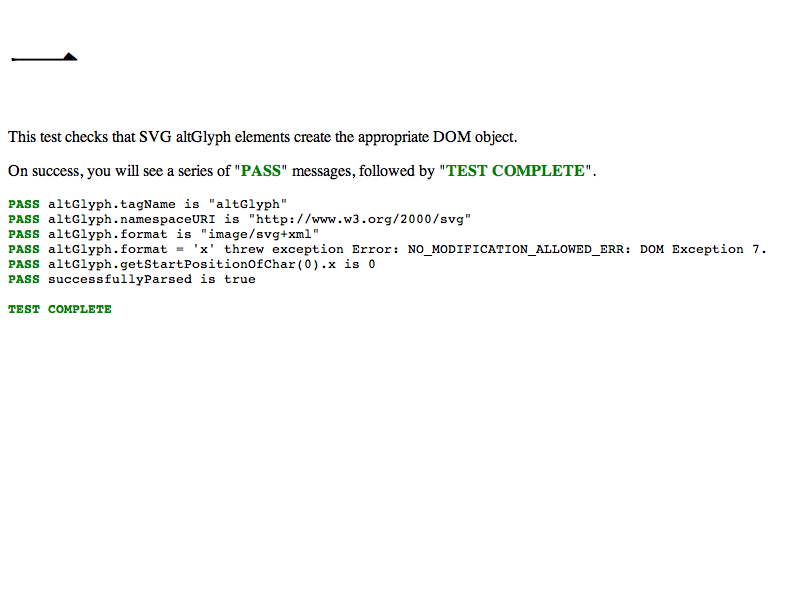 This test checks that SVG altGlyph elements create the appropriate DOM object.
On success, you will see a series of "PASS" messages, followed by "TEST COMPLETE".
PASS altGlyph.tagName is "altGlyph"
PASS altGlyph.namespaceURI is "http://www.w3.org/2000/svg"
PASS altGlyph.format is "image/svg+xml"
PASS altGlyph.format = 'x' threw exception Error: NO_MODIFICATION_ALLOWED_ERR: DOM Exception 7.
PASS altGlyph.getStartPositionOfChar(0).x is 0
PASS successfullyParsed is true
TEST COMPLETE